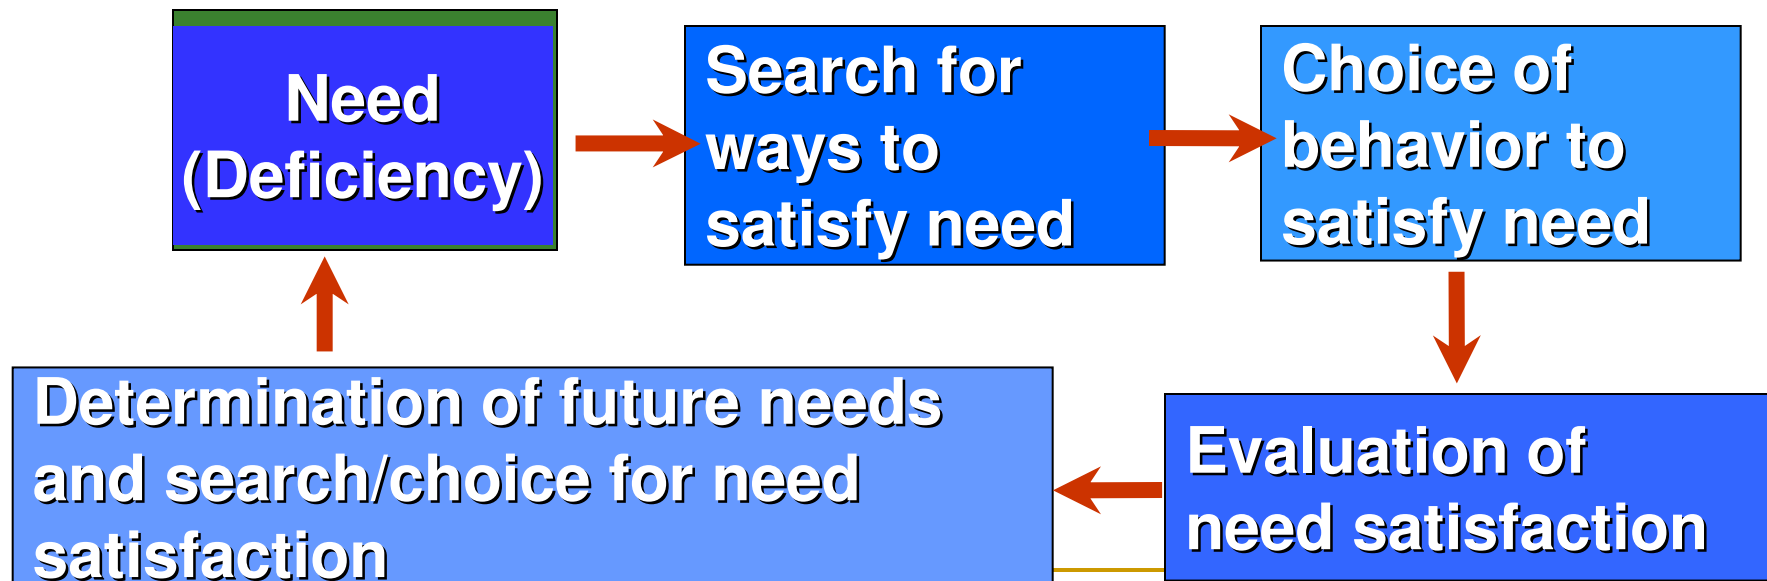 Need
(Deficiency)
Search for
ways to
satisfy need
Choice of
behavior to
satisfy need
Evaluation of
need satisfaction
Determination of future needs
and search/choice for need
satisfaction